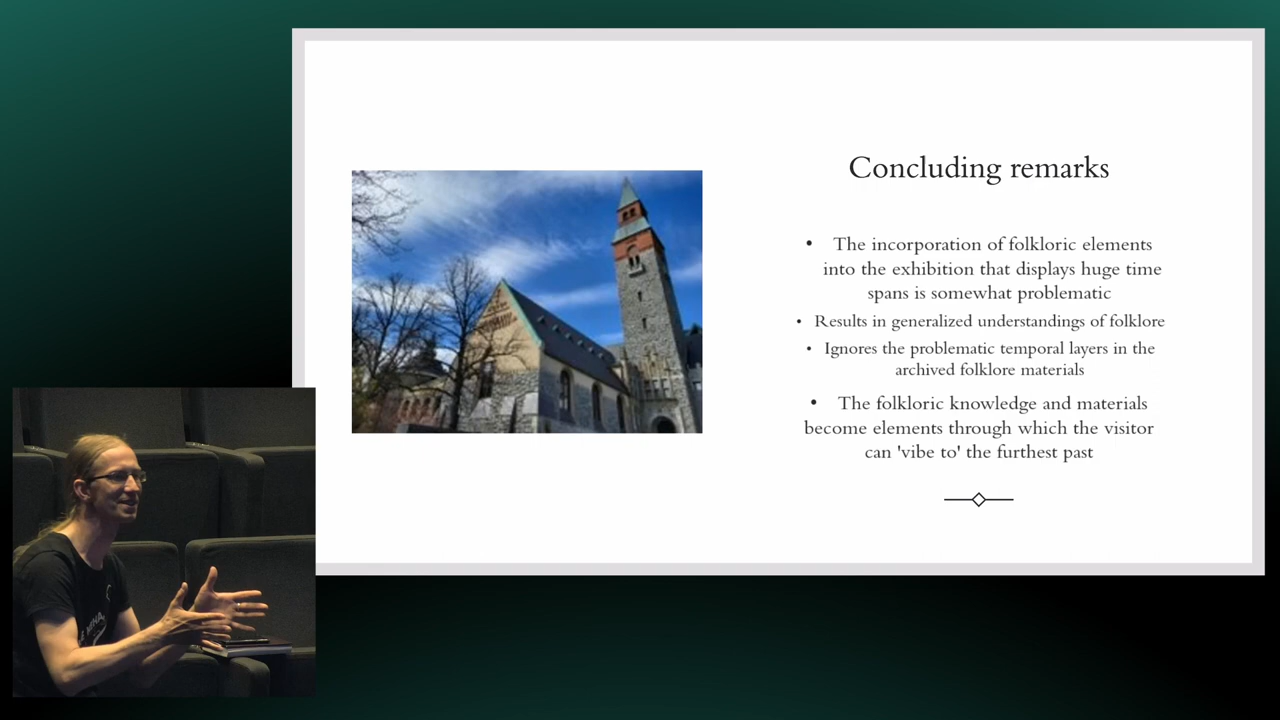 Concluding remarks
• The incorporation of folkloric elements
into the exhibition that displays huge time
spans is somewhat problematic
• Results in generalized understandings of folklore
• Ignores the problematic temporal layers in the
archived folklore materials
• The folkloric knowledge and materials
become elements through which the visitor
can 'vibe to' the furthest past